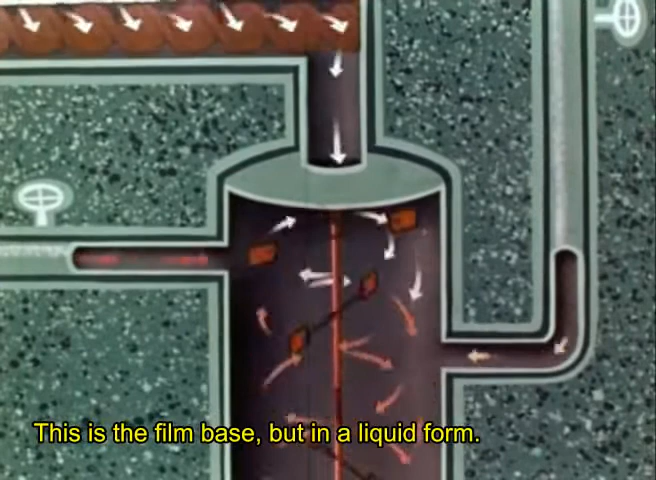 This is the film base, but in a liquid form.